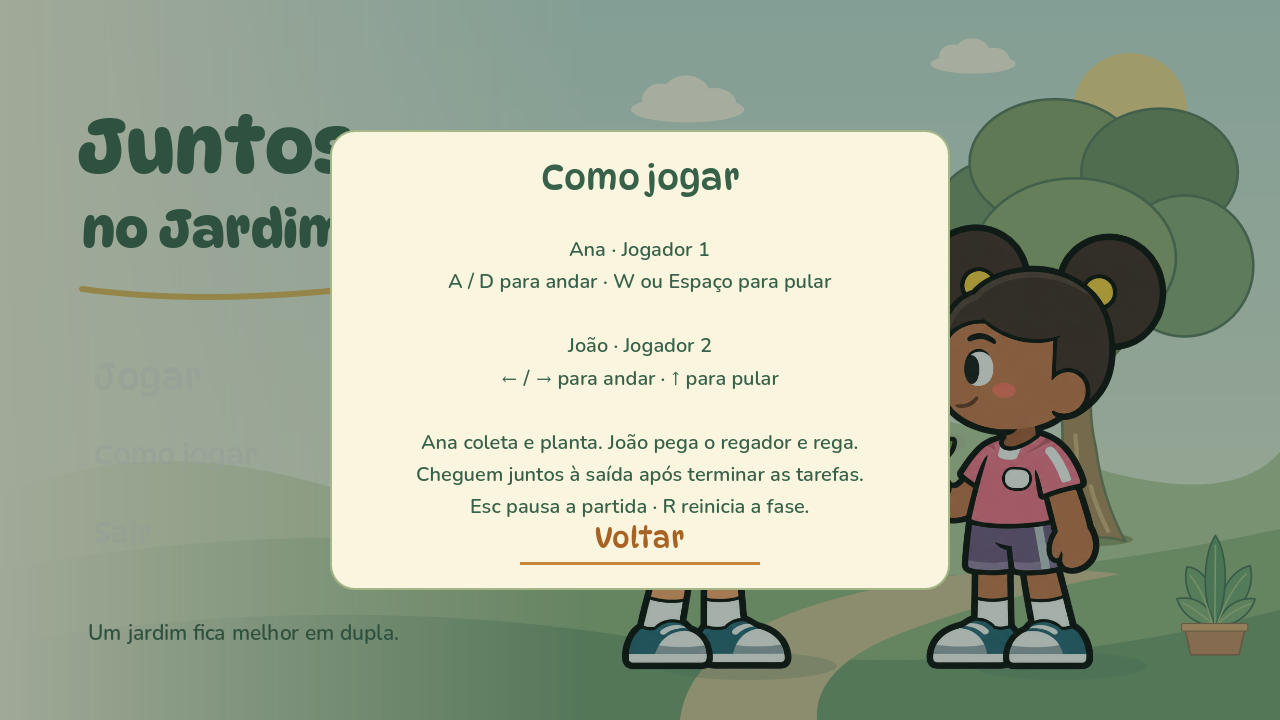 Juntos
no Jardim
Jogar
Como jogar
Sair
Um jardim fica melhor em dupla.
Como jogar
Ana · Jogador 1
A / D para andar · W ou Espaço para pular
João · Jogador 2
← / → para andar · ↑ para pular
Ana coleta e planta. João pega o regador e rega.
Cheguem juntos à saída após terminar as tarefas.
Esc pausa a partida · R reinicia a fase.
Voltar